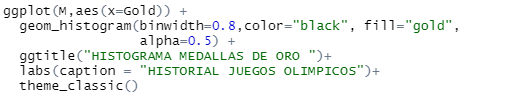 ggplot(M,aes(x=Gold)) +
  geom_histogram(binwidth=0.8,color="black", fill="gold",
                 alpha=0.5) +
  ggtitle("HISTOGRAMA MEDALLAS DE ORO ")+
  labs(caption = "HISTORIAL JUEGOS OLIMPICOS")+
  theme_classic()